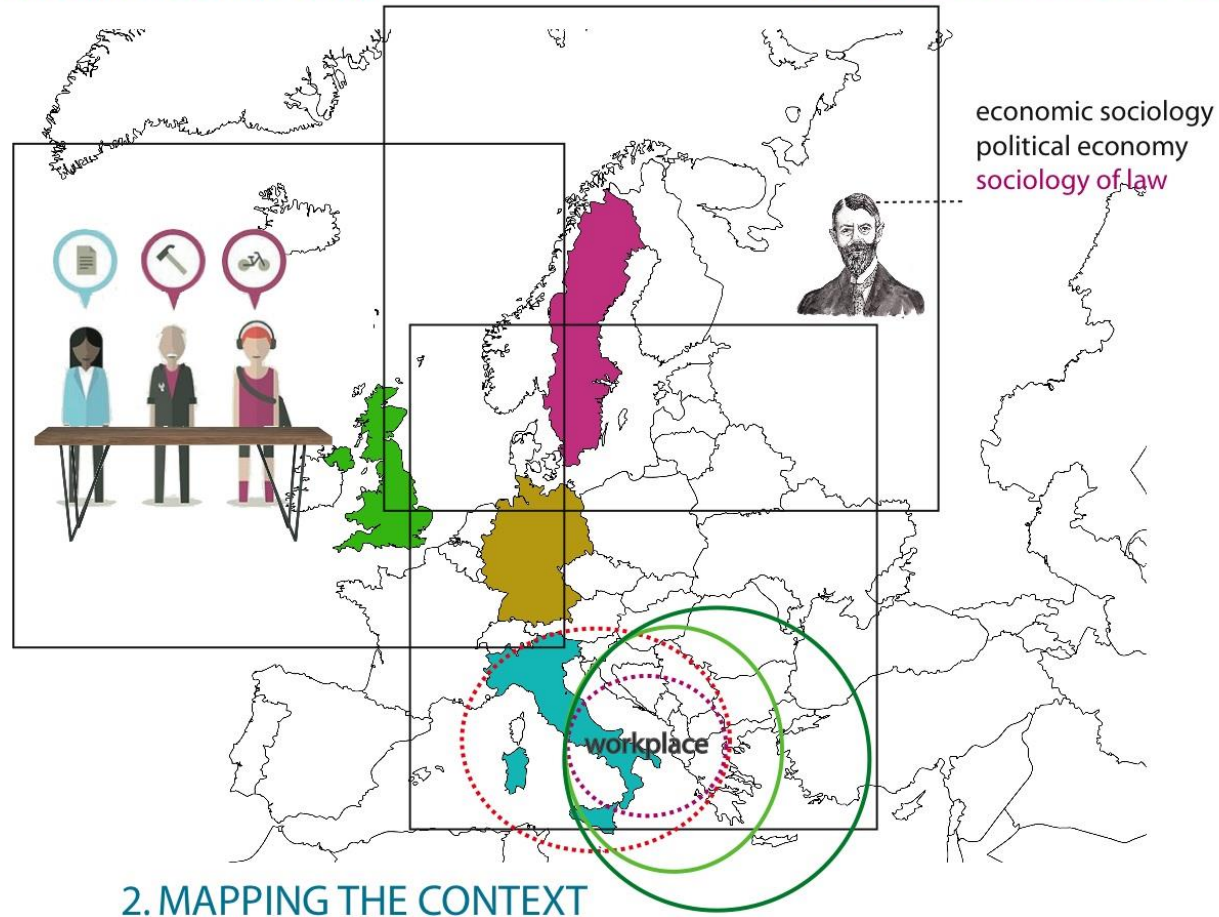 economic sociology
political economy
sociology of law
workplace
2. MAPPING THE CONTEXT